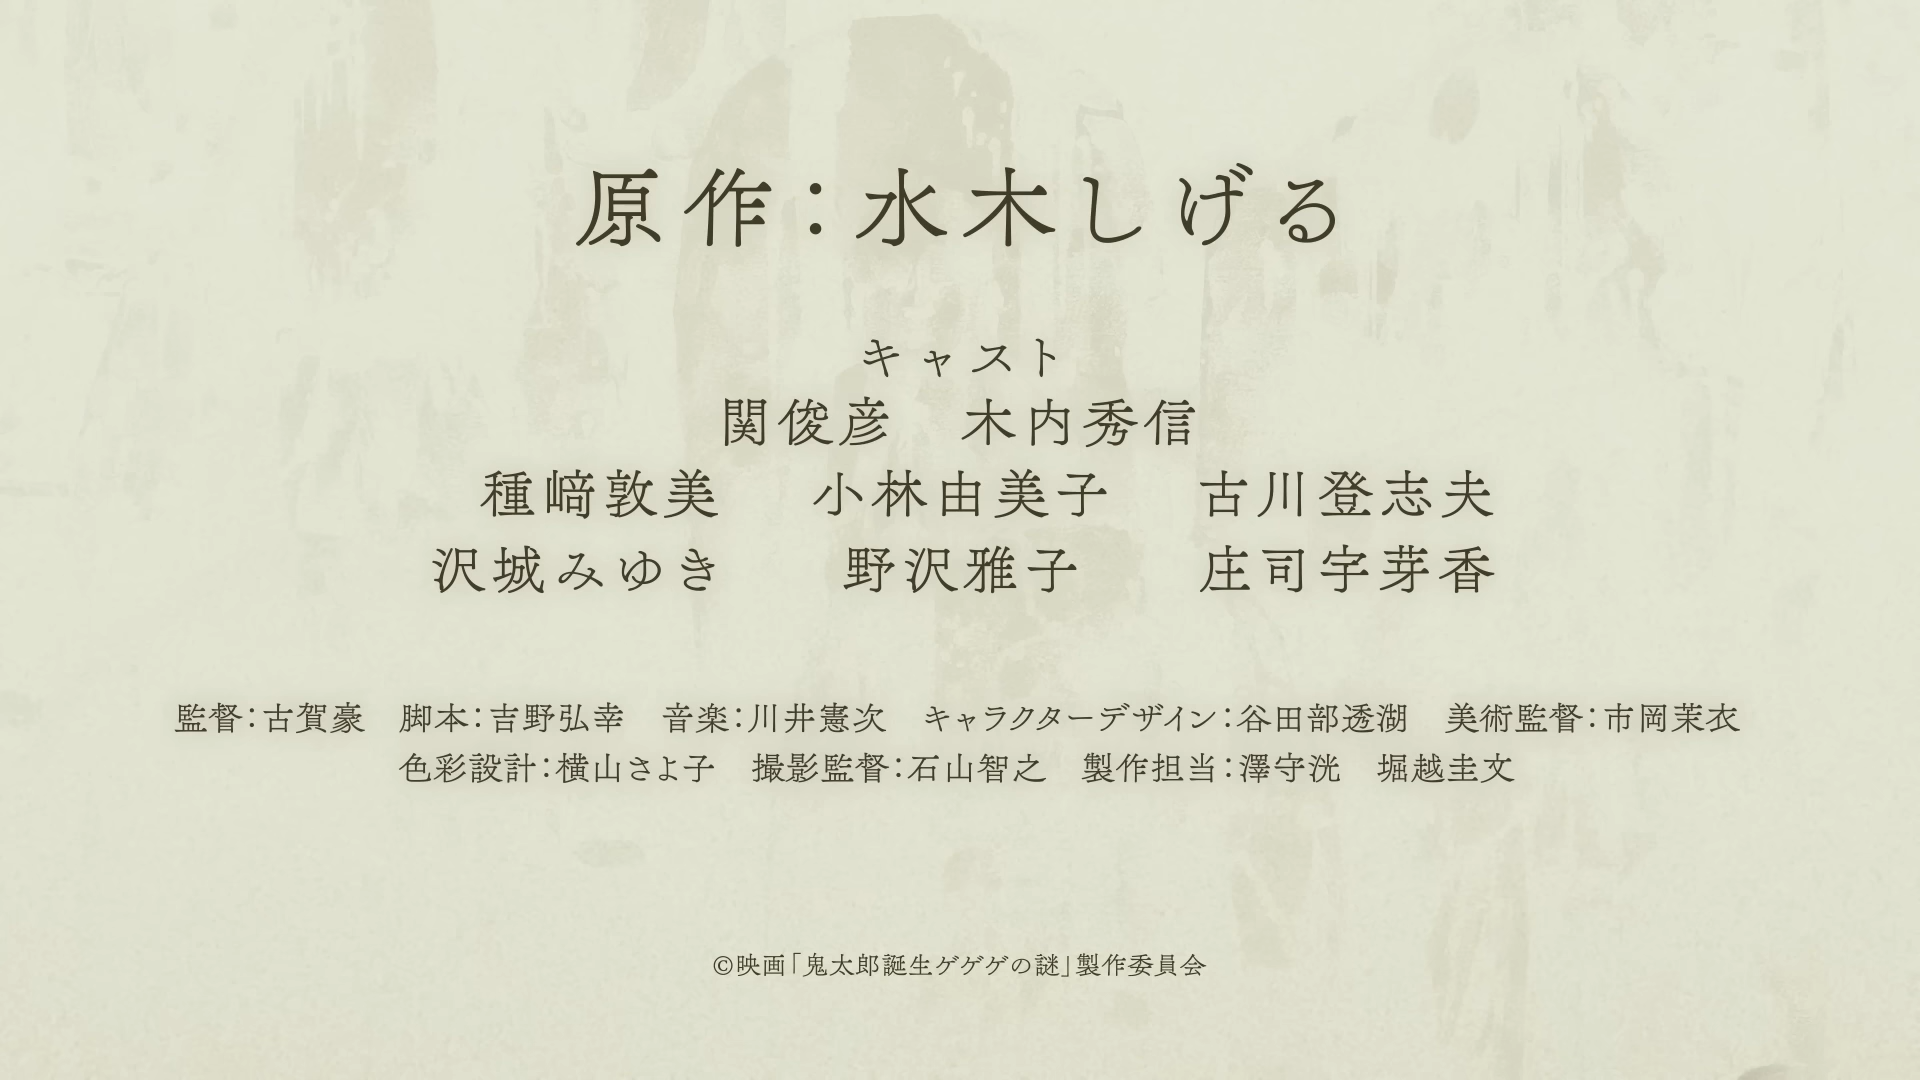 原作：水木しげる
キャスト
関俊彦　木内秀信
種﨑敦美　小林由美子　古川登志夫
沢城みゆき　野沢雅子　庄司宇芽香
監督：古賀豪　脚本：吉野弘幸　音楽：川井憲次　キャラクターデザイン：谷田部透湖　美術監督：市岡茉衣
色彩設計：横山さよ子　撮影監督：石山智之　製作担当：澤守洸　堀越圭文
©映画「鬼太郎誕生ゲゲゲの謎」製作委員会